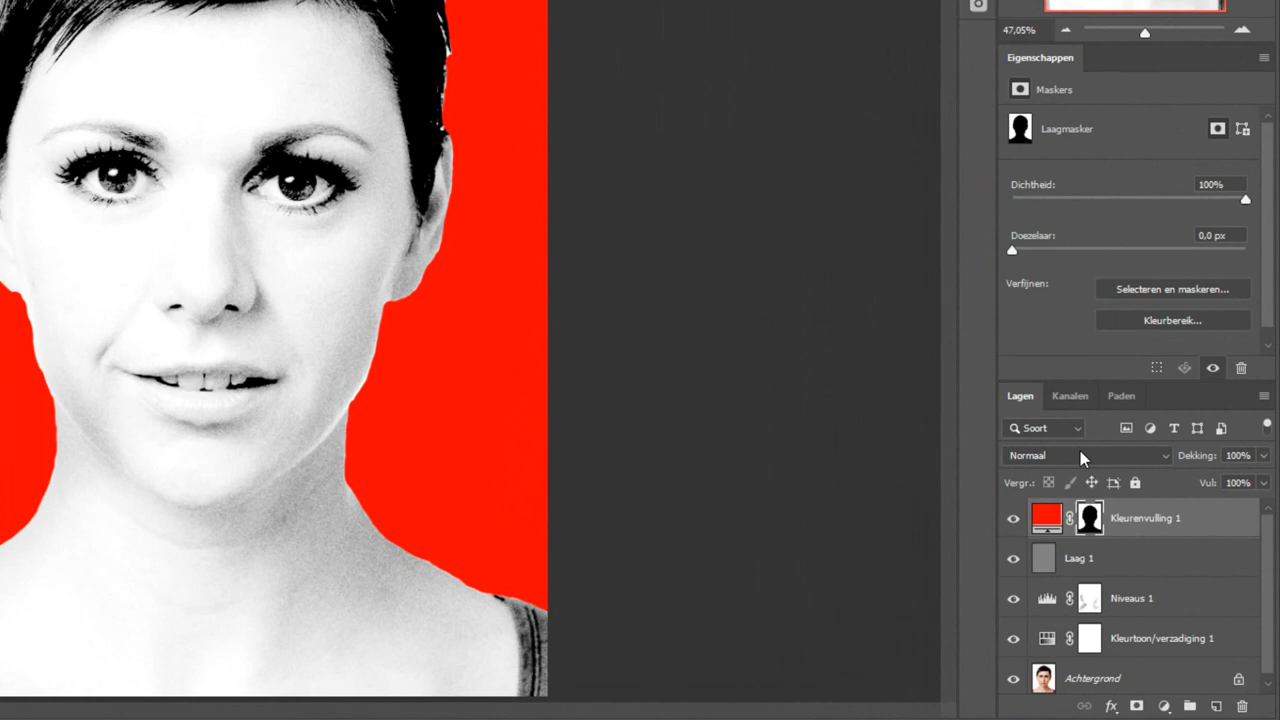 47,05%
Eigenschappen
Maskers
Laagmasker
Dichtheid: 100%
Doezelaar: 0,0 px
Verfijnen: Selecteren en maskeren...
Kleurbereik...
Lagen Kanalen Paden
Soort
Normaal Dekking: 100%
Vergr.: Vul: 100%
Kleurenvulling 1
Laag 1
Niveaus 1
Kleurtoon/verzadiging 1
Achtergrond
fx